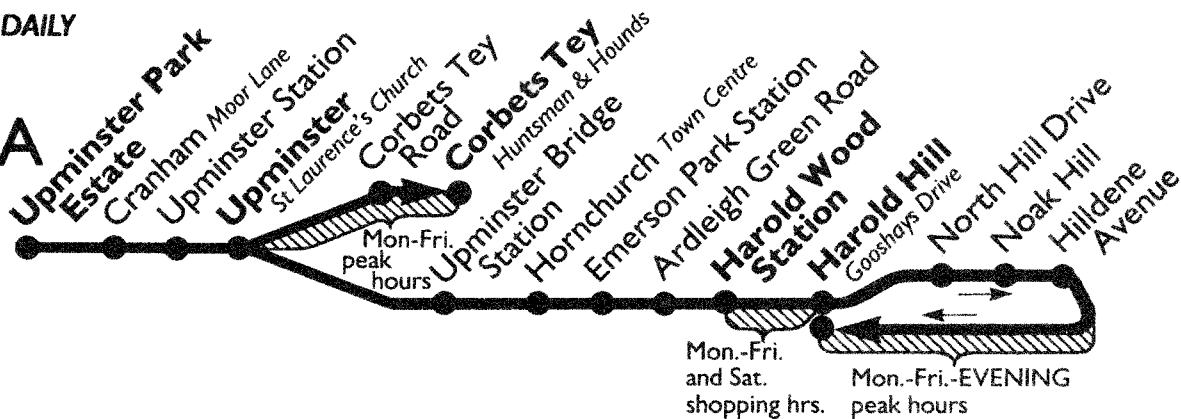 DAILY
A
Upminster Park
Estate
Cranham Moor Lane
Upminster Station
Upminster
St Laurence's Church
Corbets Tey
Road
Corbets Tey
Huntsman & Hounds
Mon-Fri.
peak
hours
Upminster Bridge
Station
Hornchurch Town Centre
Emerson Park Station
Ardleigh Green Road
Harold Wood
Station
Harold Hill
Gooshays Drive
North Hill Drive
Noak Hill
Hilldene
Avenue
Mon.-Fri.
and Sat.
shopping hrs.
Mon.-Fri.-EVENING
peak hours